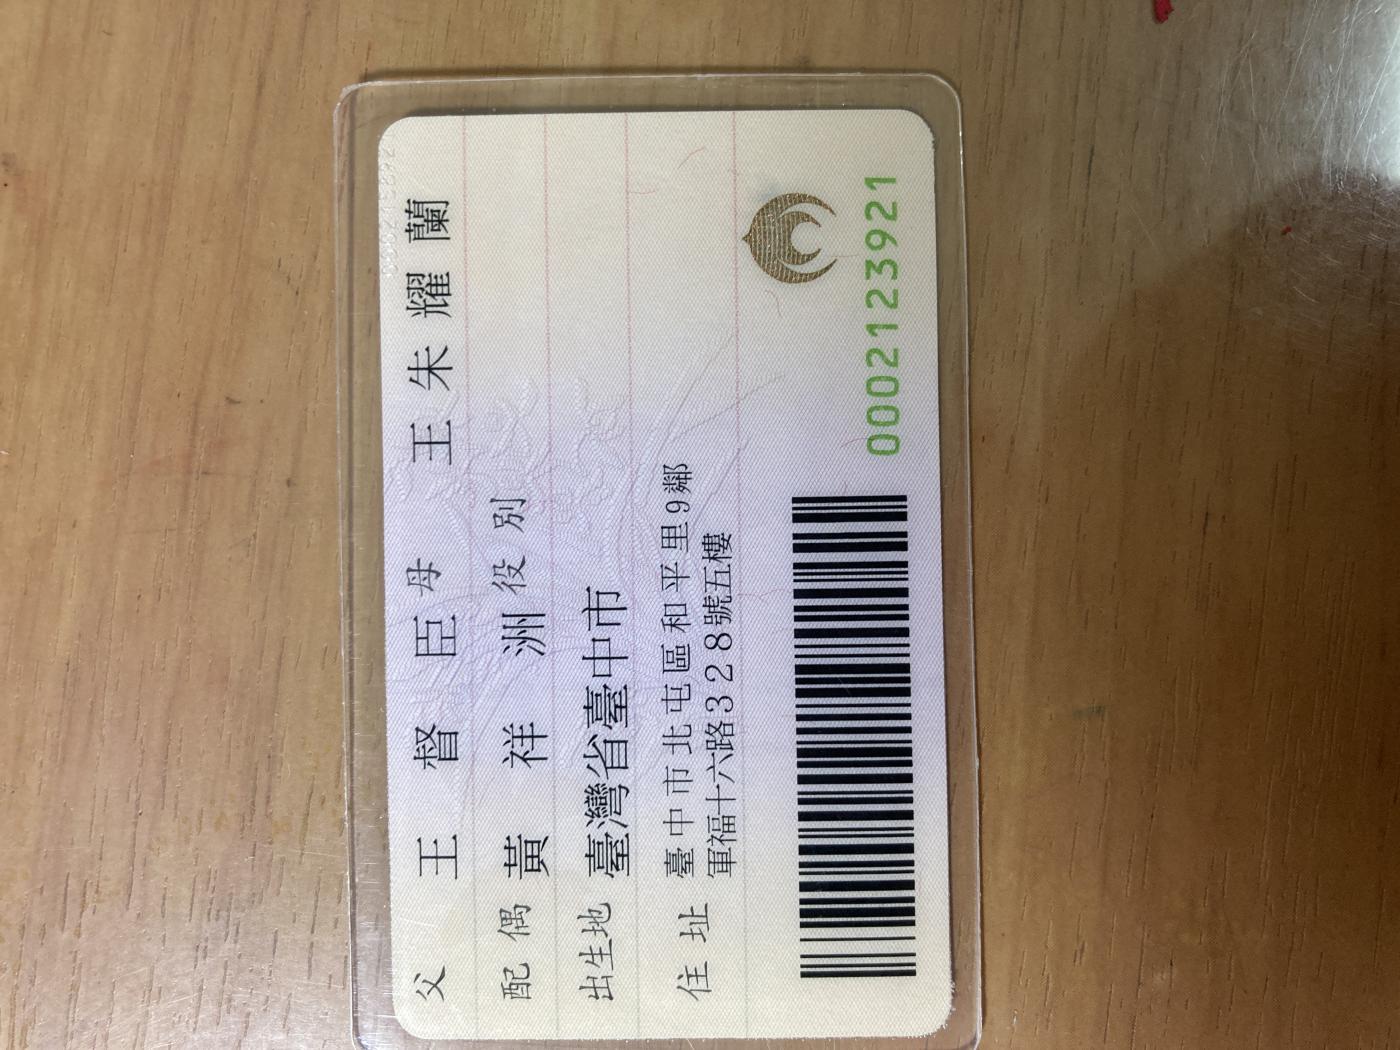 父 王督臣 母 王朱耀蘭
配偶 黃祥洲 役別
出生地 臺灣省臺中市
住址 臺中市北屯區和平里9鄰
軍福十六路328號五樓
0002123921